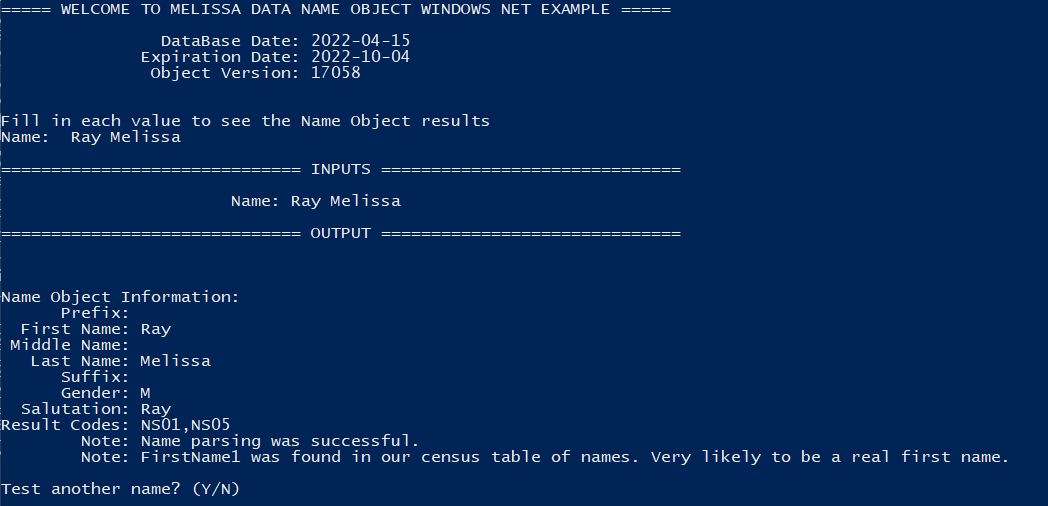 ===== WELCOME TO MELISSA DATA NAME OBJECT WINDOWS NET EXAMPLE =====
DataBase Date: 2022-04-15
Expiration Date: 2022-10-04
Object Version: 17058
Fill in each value to see the Name Object results
Name:  Ray Melissa
============================== INPUTS ==============================
Name: Ray Melissa
============================== OUTPUT ==============================
Name Object Information:
Prefix:
First Name: Ray
Middle Name:
Last Name: Melissa
Suffix:
Gender: M
Salutation: Ray
Result Codes: NS01,NS05
Note: Name parsing was successful.
Note: FirstName1 was found in our census table of names. Very likely to be a real first name.
Test another name? (Y/N)